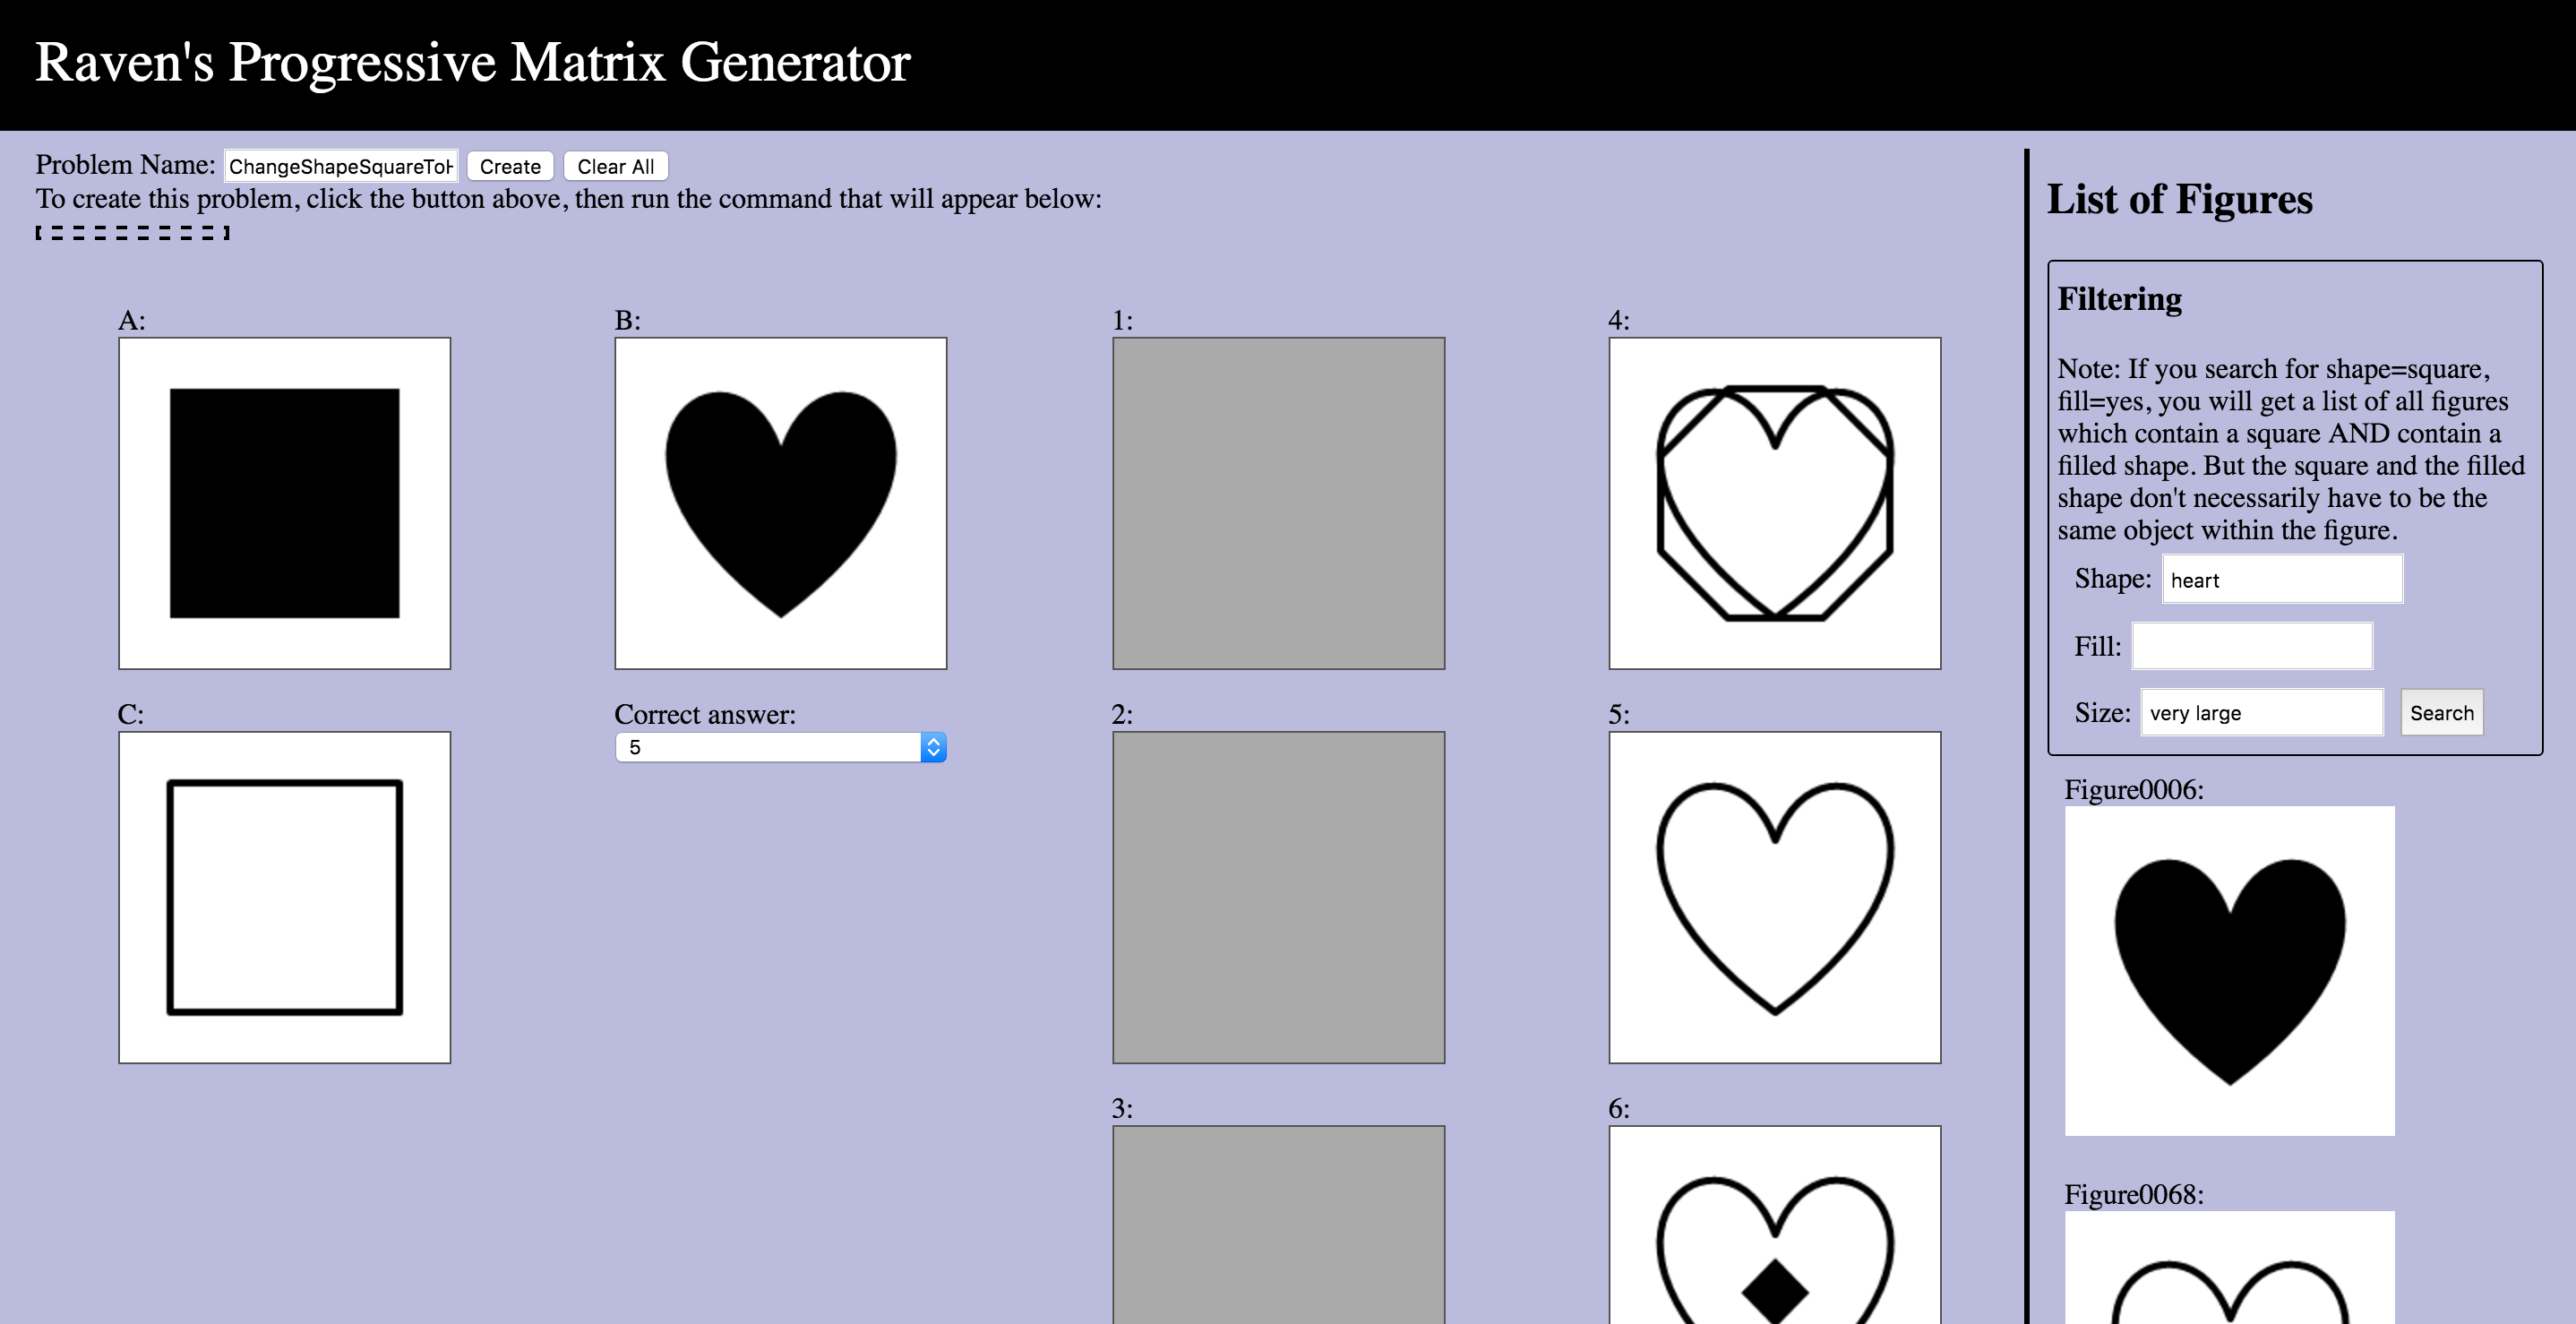 Raven's Progressive Matrix Generator
Problem Name: ChangeShapeSquareToH Create Clear All
To create this problem, click the button above, then run the command that will appear below:
A:
B:
1:
4:
C:
Correct answer:
5
2:
5:
3:
6:
List of Figures
Filtering
Note: If you search for shape=square,
fill=yes, you will get a list of all figures
which contain a square AND contain a
filled shape. But the square and the filled
shape don't necessarily have to be the
same object within the figure.
Shape: heart
Fill:
Size: very large Search
Figure0006:
Figure0068: